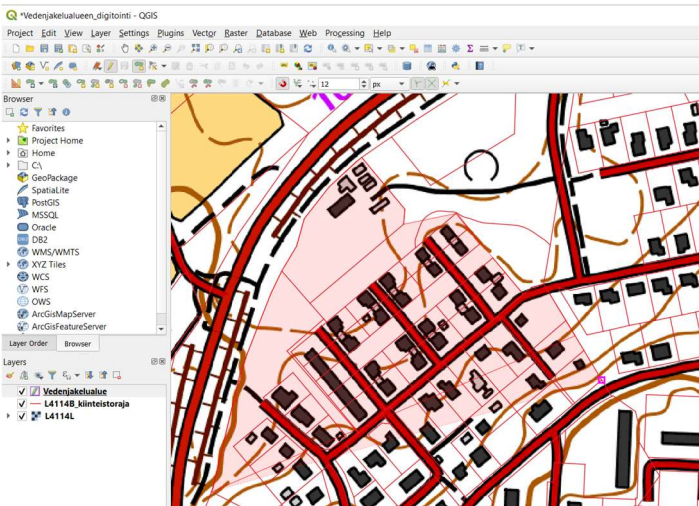 *Vedenjakelualueen_digitointi - QGIS
Project Edit View Layer Settings Plugins Vector Raster Database Web Processing Help
12 px
Browser
Favorites
Project Home
Home
C:\
GeoPackage
SpatiaLite
PostGIS
MSSQL
Oracle
DB2
WMS/WMTS
XYZ Tiles
WCS
WFS
OWS
ArcGisMapServer
ArcGisFeatureServer
Layer Order Browser
Layers
Vedenjakelualue
L4114B_kiinteistoraja
L4114L